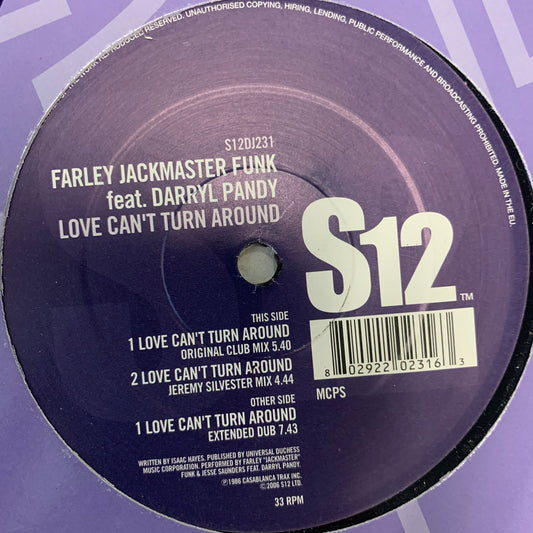 THIS WORK REPRODUCED RESERVED. UNAUTHORISED COPYING, HIRING, LENDING, PUBLIC PERFORMANCE AND BROADCASTING PROHIBITED. MADE IN THE EU.
S12DJ231
FARLEY JACKMASTER FUNK
feat. DARRYL PANDY
LOVE CAN'T TURN AROUND
S12
TM
THIS SIDE
1 LOVE CAN'T TURN AROUND
ORIGINAL CLUB MIX 5.40
2 LOVE CAN'T TURN AROUND
JEREMY SILVESTER MIX 4.44
OTHER SIDE
1 LOVE CAN'T TURN AROUND
EXTENDED DUB 7.43
8 02922 02316 3
MCPS
WRITTEN BY ISAAC HAYES. PUBLISHED BY UNIVERSAL DUCHESS
MUSIC CORPORATION. PERFORMED BY FARLEY "JACKMASTER"
FUNK & JESSE SAUNDERS FEAT. DARRYL PANDY.
℗1986 CASABLANCA TRAX INC.
©2006 S12 LTD.
33 RPM